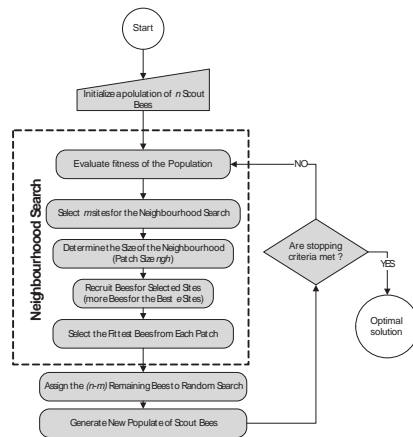 Start
Initialize a polulation of n Scout
Bees
Neighbourhoood Search
Evaluate fitness of the Population
Select m sites for the Neighbourhood Search
Determine the Size of the Neighbourhood
(Patch Size ngh)
Recruit Bees for Selected Sites
(more Bees for the Best e Sites)
Select the Fittest Bees from Each Patch
Assign the (n-m) Remaining Bees to Random Search
Generate New Populate of Scout Bees
NO
Are stopping
criteria met ?
YES
Optimal
solution